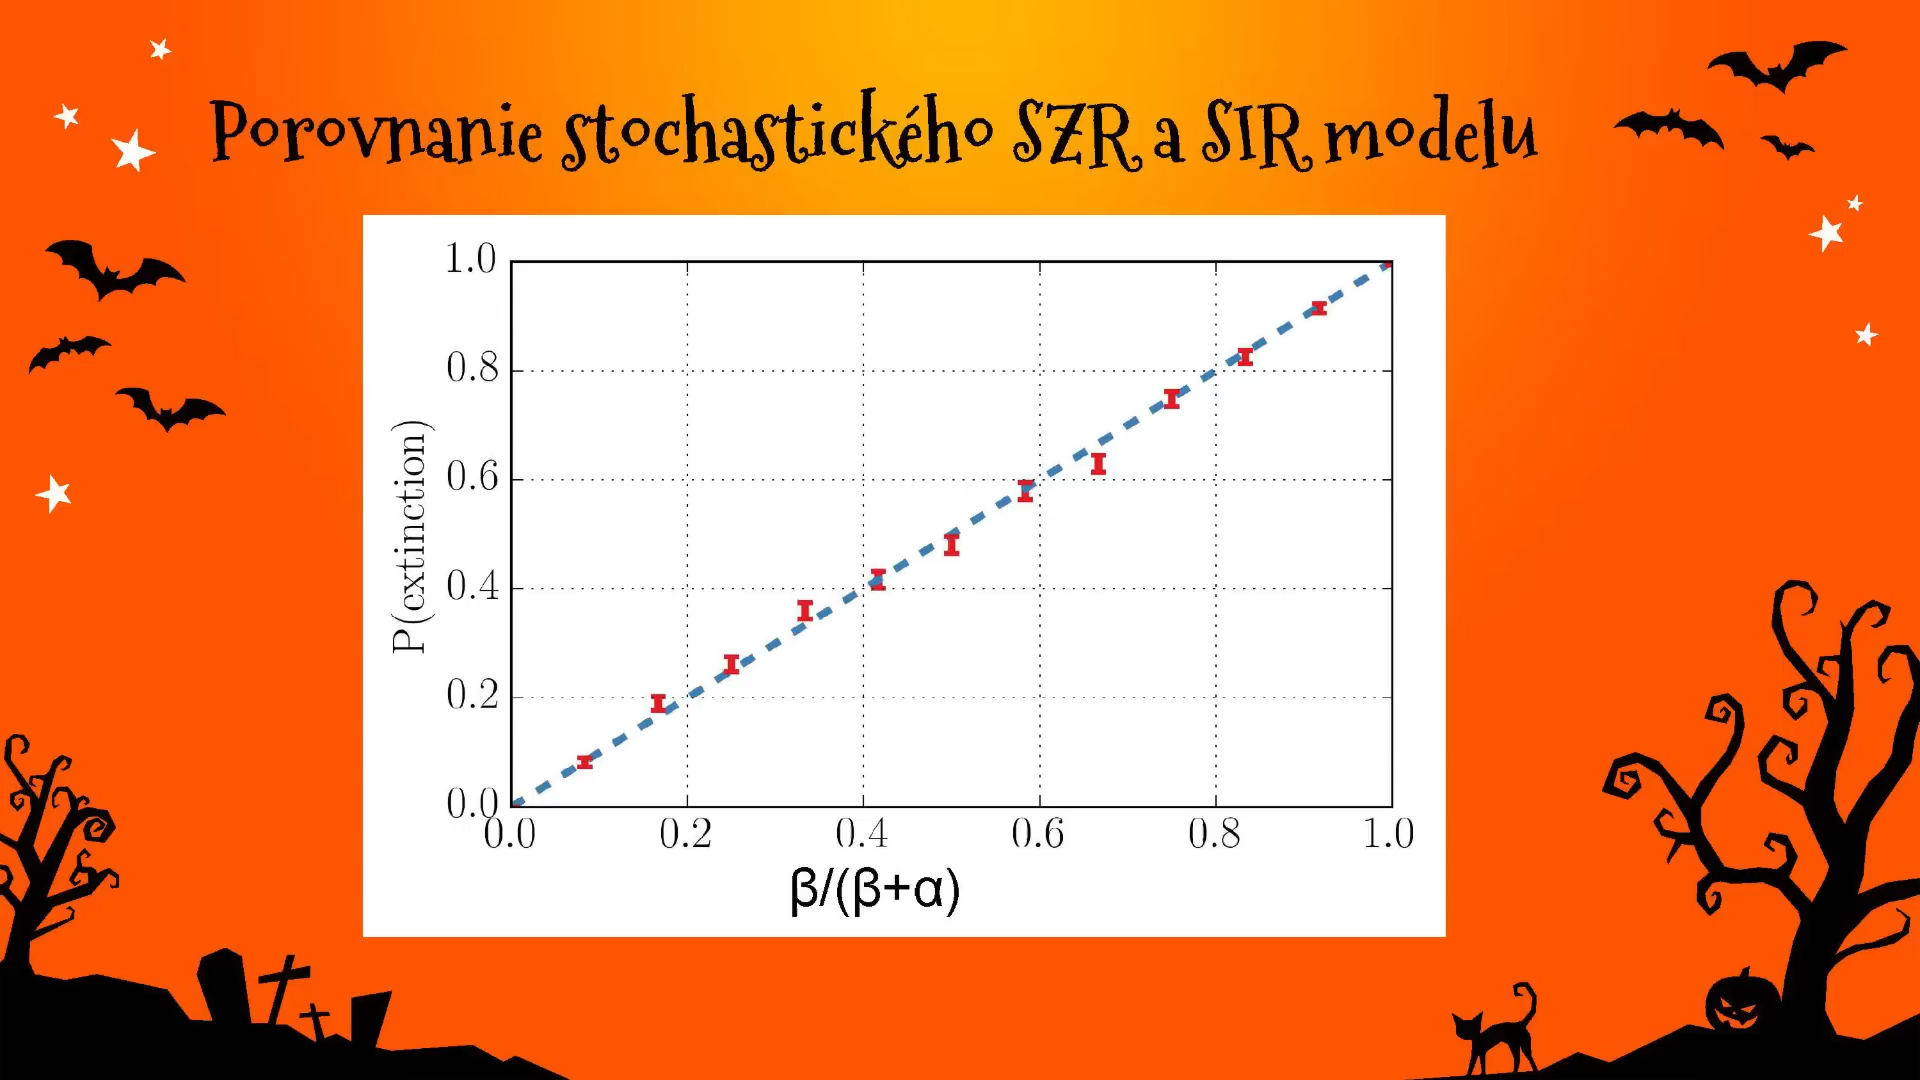 Porovnanie stochastického SZR a SIR modelu
1.0
0.8
0.6
0.4
0.2
0.0
P(extinction)
0.0 0.2 0.4 0.6 0.8 1.0
β/(β+α)